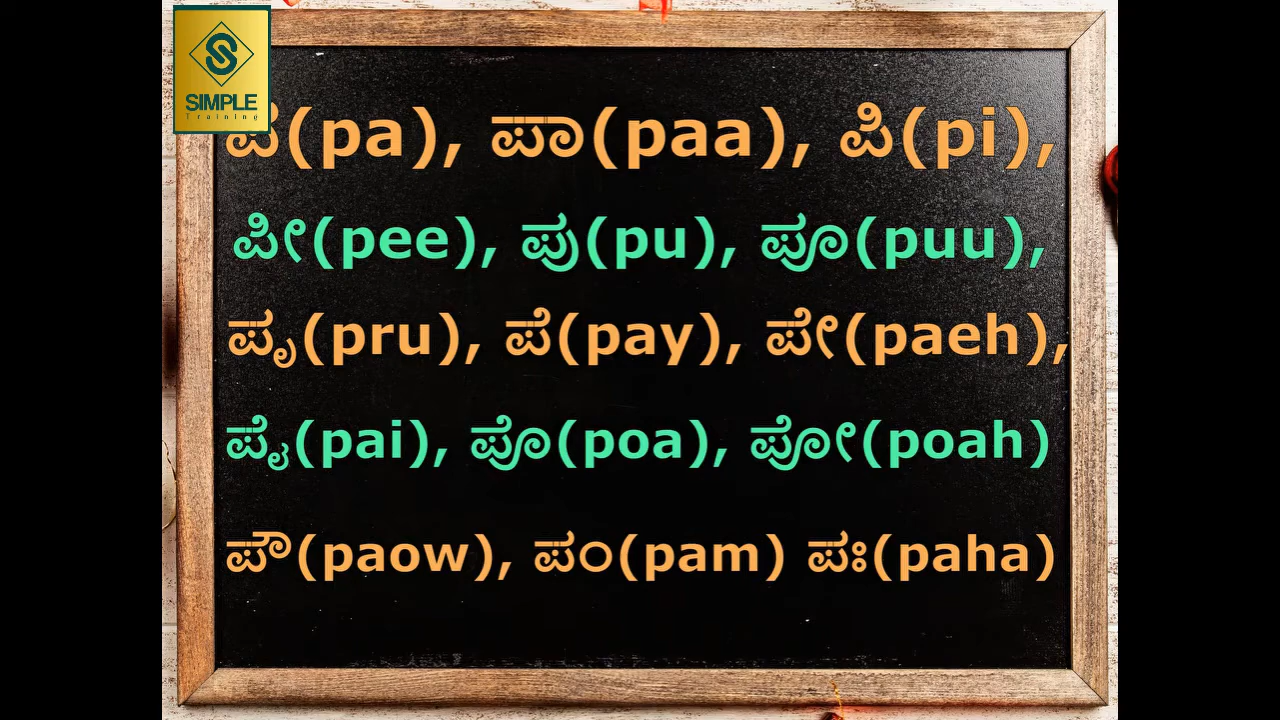 SIMPLE
Training
ಪ(pa), ಪಾ(paa), ಪಿ(pi),
ಪೀ(pee), ಪು(pu), ಪೂ(puu),
ಪೃ(pru), ಪೆ(pay), ಪೇ(paeh),
ಪೈ(pai), ಪೊ(poa), ಪೋ(poah)
ಪೌ(paow), ಪಂ(pam) ಪಃ(paha)